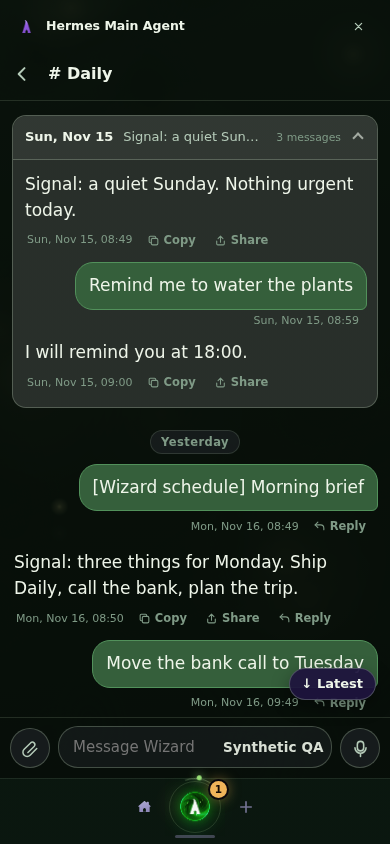 Hermes Main Agent
# Daily
Sun, Nov 15 Signal: a quiet Sun... 3 messages
Signal: a quiet Sunday. Nothing urgent
today.
Sun, Nov 15, 08:49 Copy Share
Remind me to water the plants
Sun, Nov 15, 08:59
I will remind you at 18:00.
Sun, Nov 15, 09:00 Copy Share
Yesterday
[Wizard schedule] Morning brief
Mon, Nov 16, 08:49 Reply
Signal: three things for Monday. Ship
Daily, call the bank, plan the trip.
Mon, Nov 16, 08:50 Copy Share Reply
Move the bank call to Tuesday
↓ Latest
Mon, Nov 16, 09:49 Reply
Message Wizard Synthetic QA
1